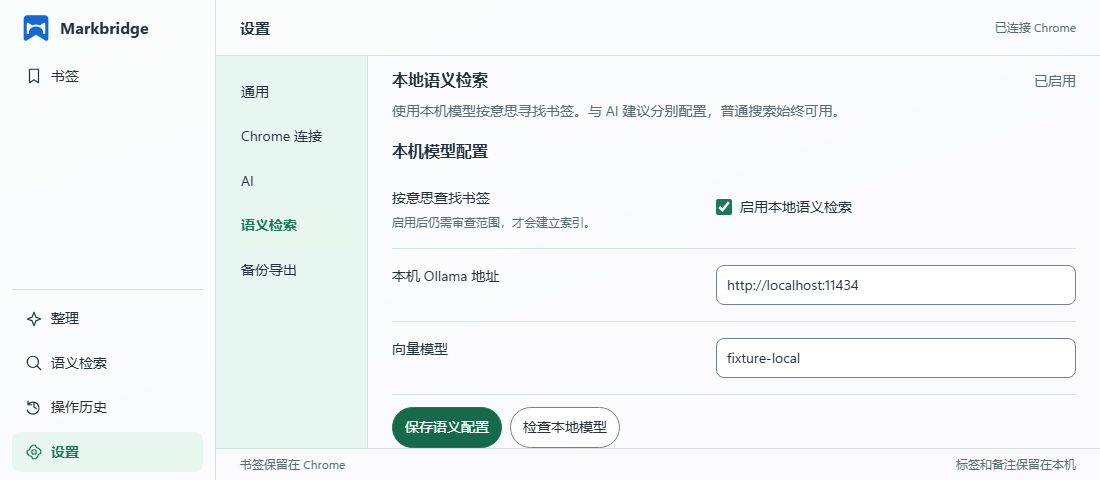 Markbridge
书签
整理
语义检索
操作历史
设置
设置
已连接 Chrome
通用
Chrome 连接
AI
语义检索
备份导出
本地语义检索
已启用
使用本机模型按意思寻找书签。与 AI 建议分别配置，普通搜索始终可用。
本机模型配置
按意思查找书签
启用后仍需审查范围，才会建立索引。
启用本地语义检索
本机 Ollama 地址
http://localhost:11434
向量模型
fixture-local
保存语义配置
检查本地模型
书签保留在 Chrome
标签和备注保留在本机